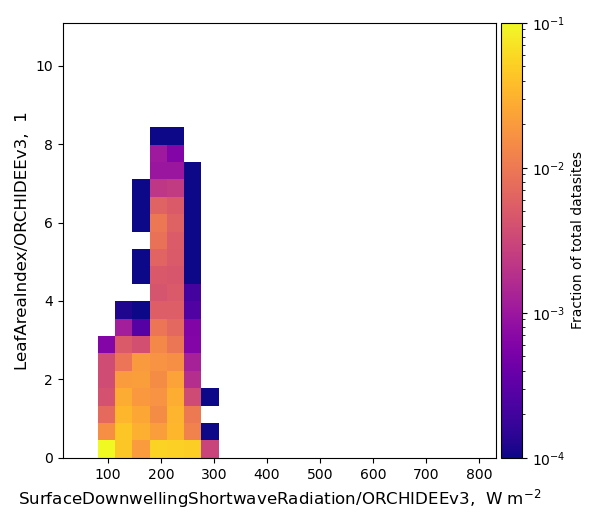 10
8
6
4
2
0
100 200 300 400 500 600 700 800
LeafAreaIndex/ORCHIDEEv3,  1
SurfaceDownwellingShortwaveRadiation/ORCHIDEEv3,  W m⁻²
10⁻¹
10⁻²
10⁻³
10⁻⁴
Fraction of total datasites